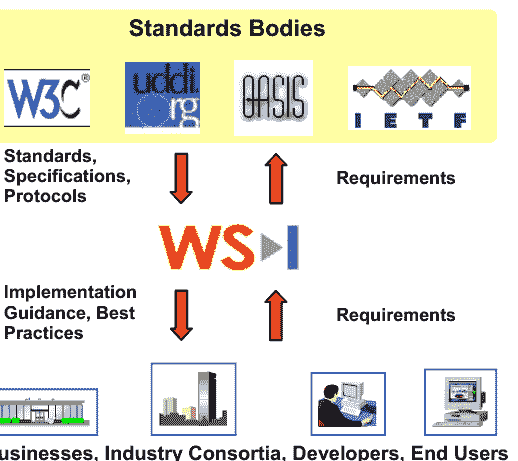 Standards Bodies
W3C®
uddi.
org
OASIS
IETF
Standards,
Specifications,
Protocols
Requirements
WS I
Implementation
Guidance, Best
Practices
Requirements
usinesses, Industry Consortia, Developers, End Users